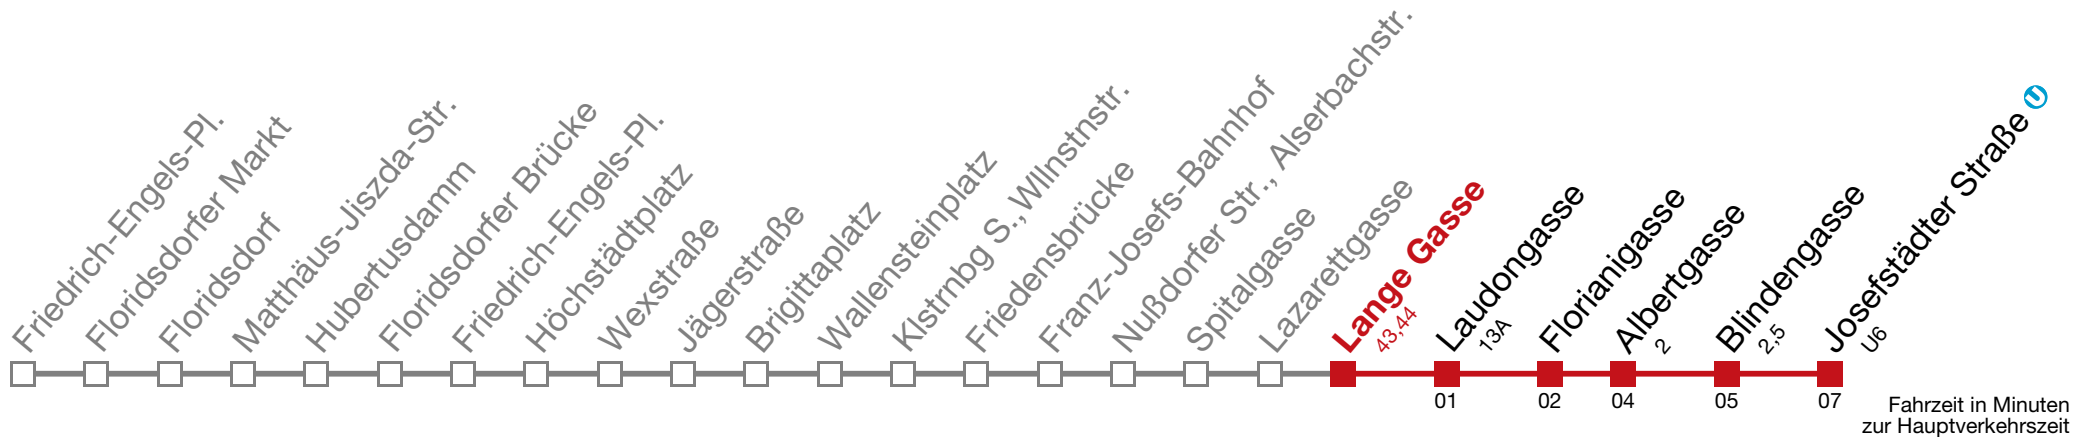 Friedrich-Engels-Pl.
Floridsdorfer Markt
Floridsdorf
Matthäus-Jiszda-Str.
Hubertusdamm
Floridsdorfer Brücke
Friedrich-Engels-Pl.
Höchstädtplatz
Wexstraße
Jägerstraße
Brigittaplatz
Wallensteinplatz
Klstrnbg S., Wllnstnstr.
Friedensbrücke
Franz-Josefs-Bahnhof
Nußdorfer Str., Alserbachstr.
Spitalgasse
Lazarettgasse
Lange Gasse
43,44
Laudongasse
13A
Florianigasse
Albertgasse
2
Blindengasse
2,5
Josefstädter Straße U
U6
01
02
04
05
07
Fahrzeit in Minuten
zur Hauptverkehrszeit